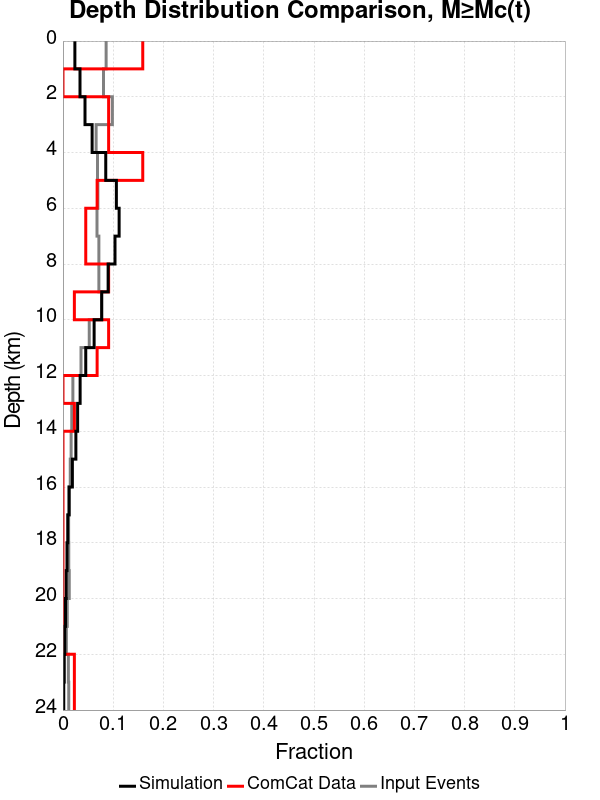 Depth Distribution Comparison, M≥Mc(t)
0
2
4
6
8
10
12
14
16
18
20
22
24
Depth (km)
0 0.1 0.2 0.3 0.4 0.5 0.6 0.7 0.8 0.9 1
Fraction
Simulation ComCat Data Input Events